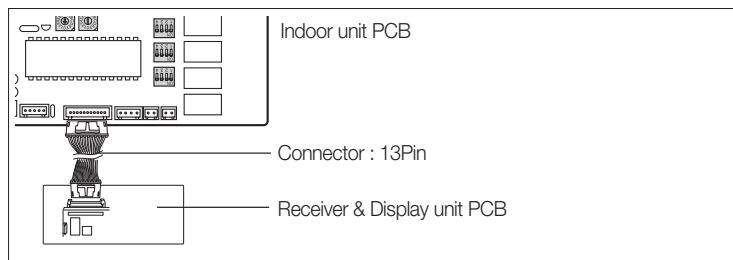 Indoor unit PCB
Connector : 13Pin
Receiver & Display unit PCB